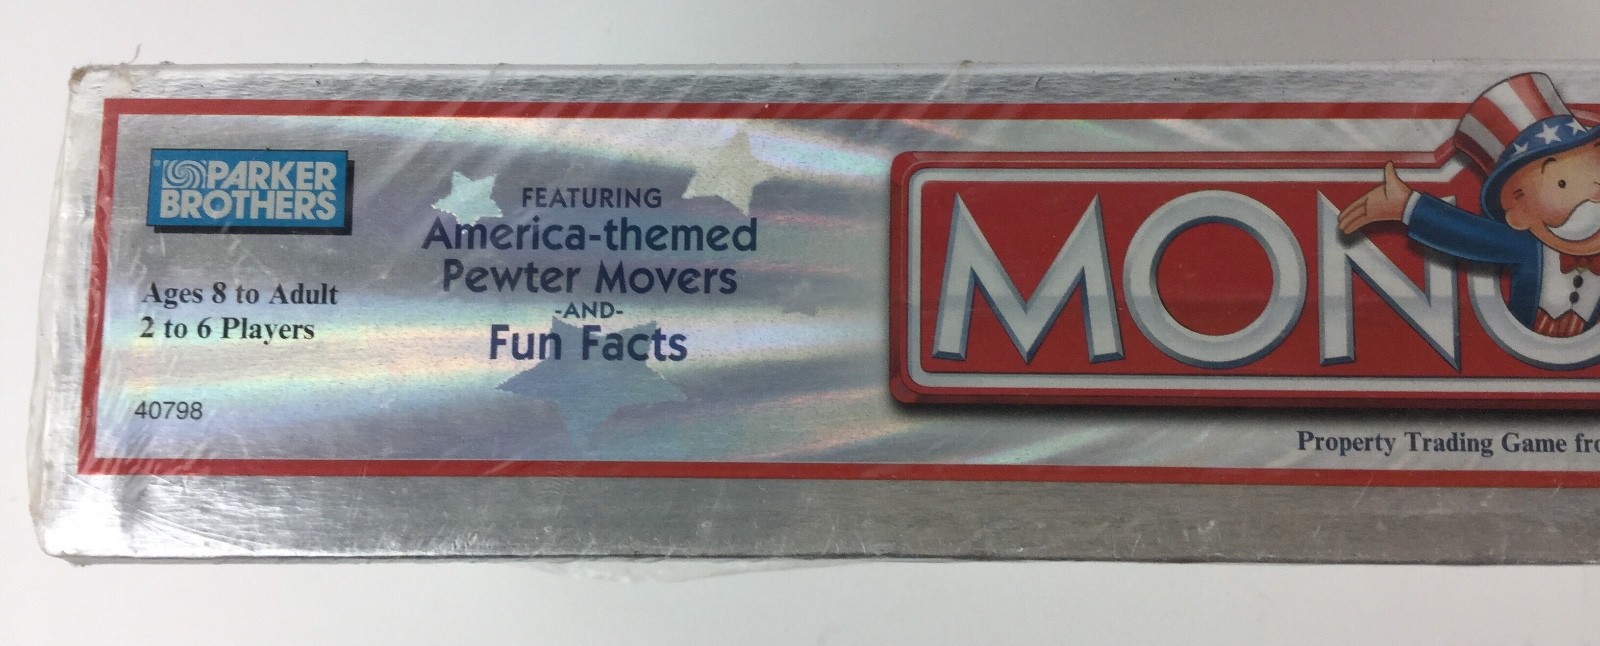 PARKER
BROTHERS
Ages 8 to Adult
2 to 6 Players
40798
FEATURING
America-themed
Pewter Movers
-AND-
Fun Facts
MONO
Property Trading Game